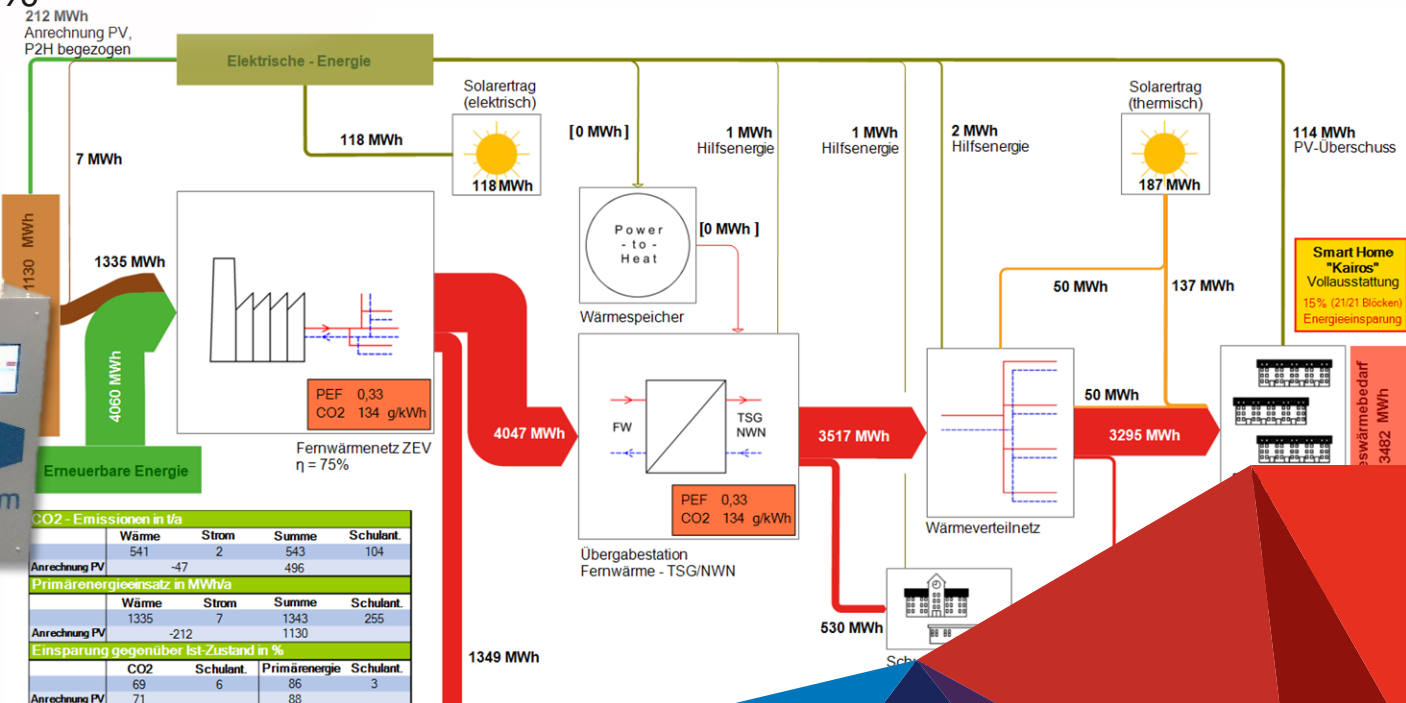 212 MWh
Anrechnung PV,
P2H begezogen
Elektrische - Energie
Solarertrag
(elektrisch)
118 MWh
118 MWh
7 MWh
[0 MWh ]
1 MWh
Hilfsenergie
1 MWh
Hilfsenergie
2 MWh
Hilfsenergie
Solarertrag
(thermisch)
187 MWh
114 MWh
PV-Überschuss
1130 MWh
1335 MWh
4060 MWh
Erneuerbare Energie
PEF 0,33
CO2 134 g/kWh
Fernwärmenetz ZEV
η = 75%
Power
- to -
Heat
[0 MWh ]
Wärmespeicher
4047 MWh
FW
TSG
NWN
PEF 0,33
CO2 134 g/kWh
Übergabestation
Fernwärme - TSG/NWN
3517 MWh
50 MWh
137 MWh
50 MWh
3295 MWh
Wärmeverteilnetz
530 MWh
1349 MWh
Smart Home
"Kairos"
Vollausstattung
15% (21/21 Blöcken)
Energieeinsparung
eswärmebedarf
3482 MWh
m
CO2 - Emissionen in t/a
Wärme Strom Summe Schulant.
541 2 543 104
Anrechnung PV -47 496
Primärenergieeinsatz in MWh/a
Wärme Strom Summe Schulant.
1335 7 1343 255
Anrechnung PV -212 1130
Einsparung gegenüber Ist-Zustand in %
CO2 Schulant. Primärenergie Schulant.
69 6 86 3
Anrechnung PV 71 88